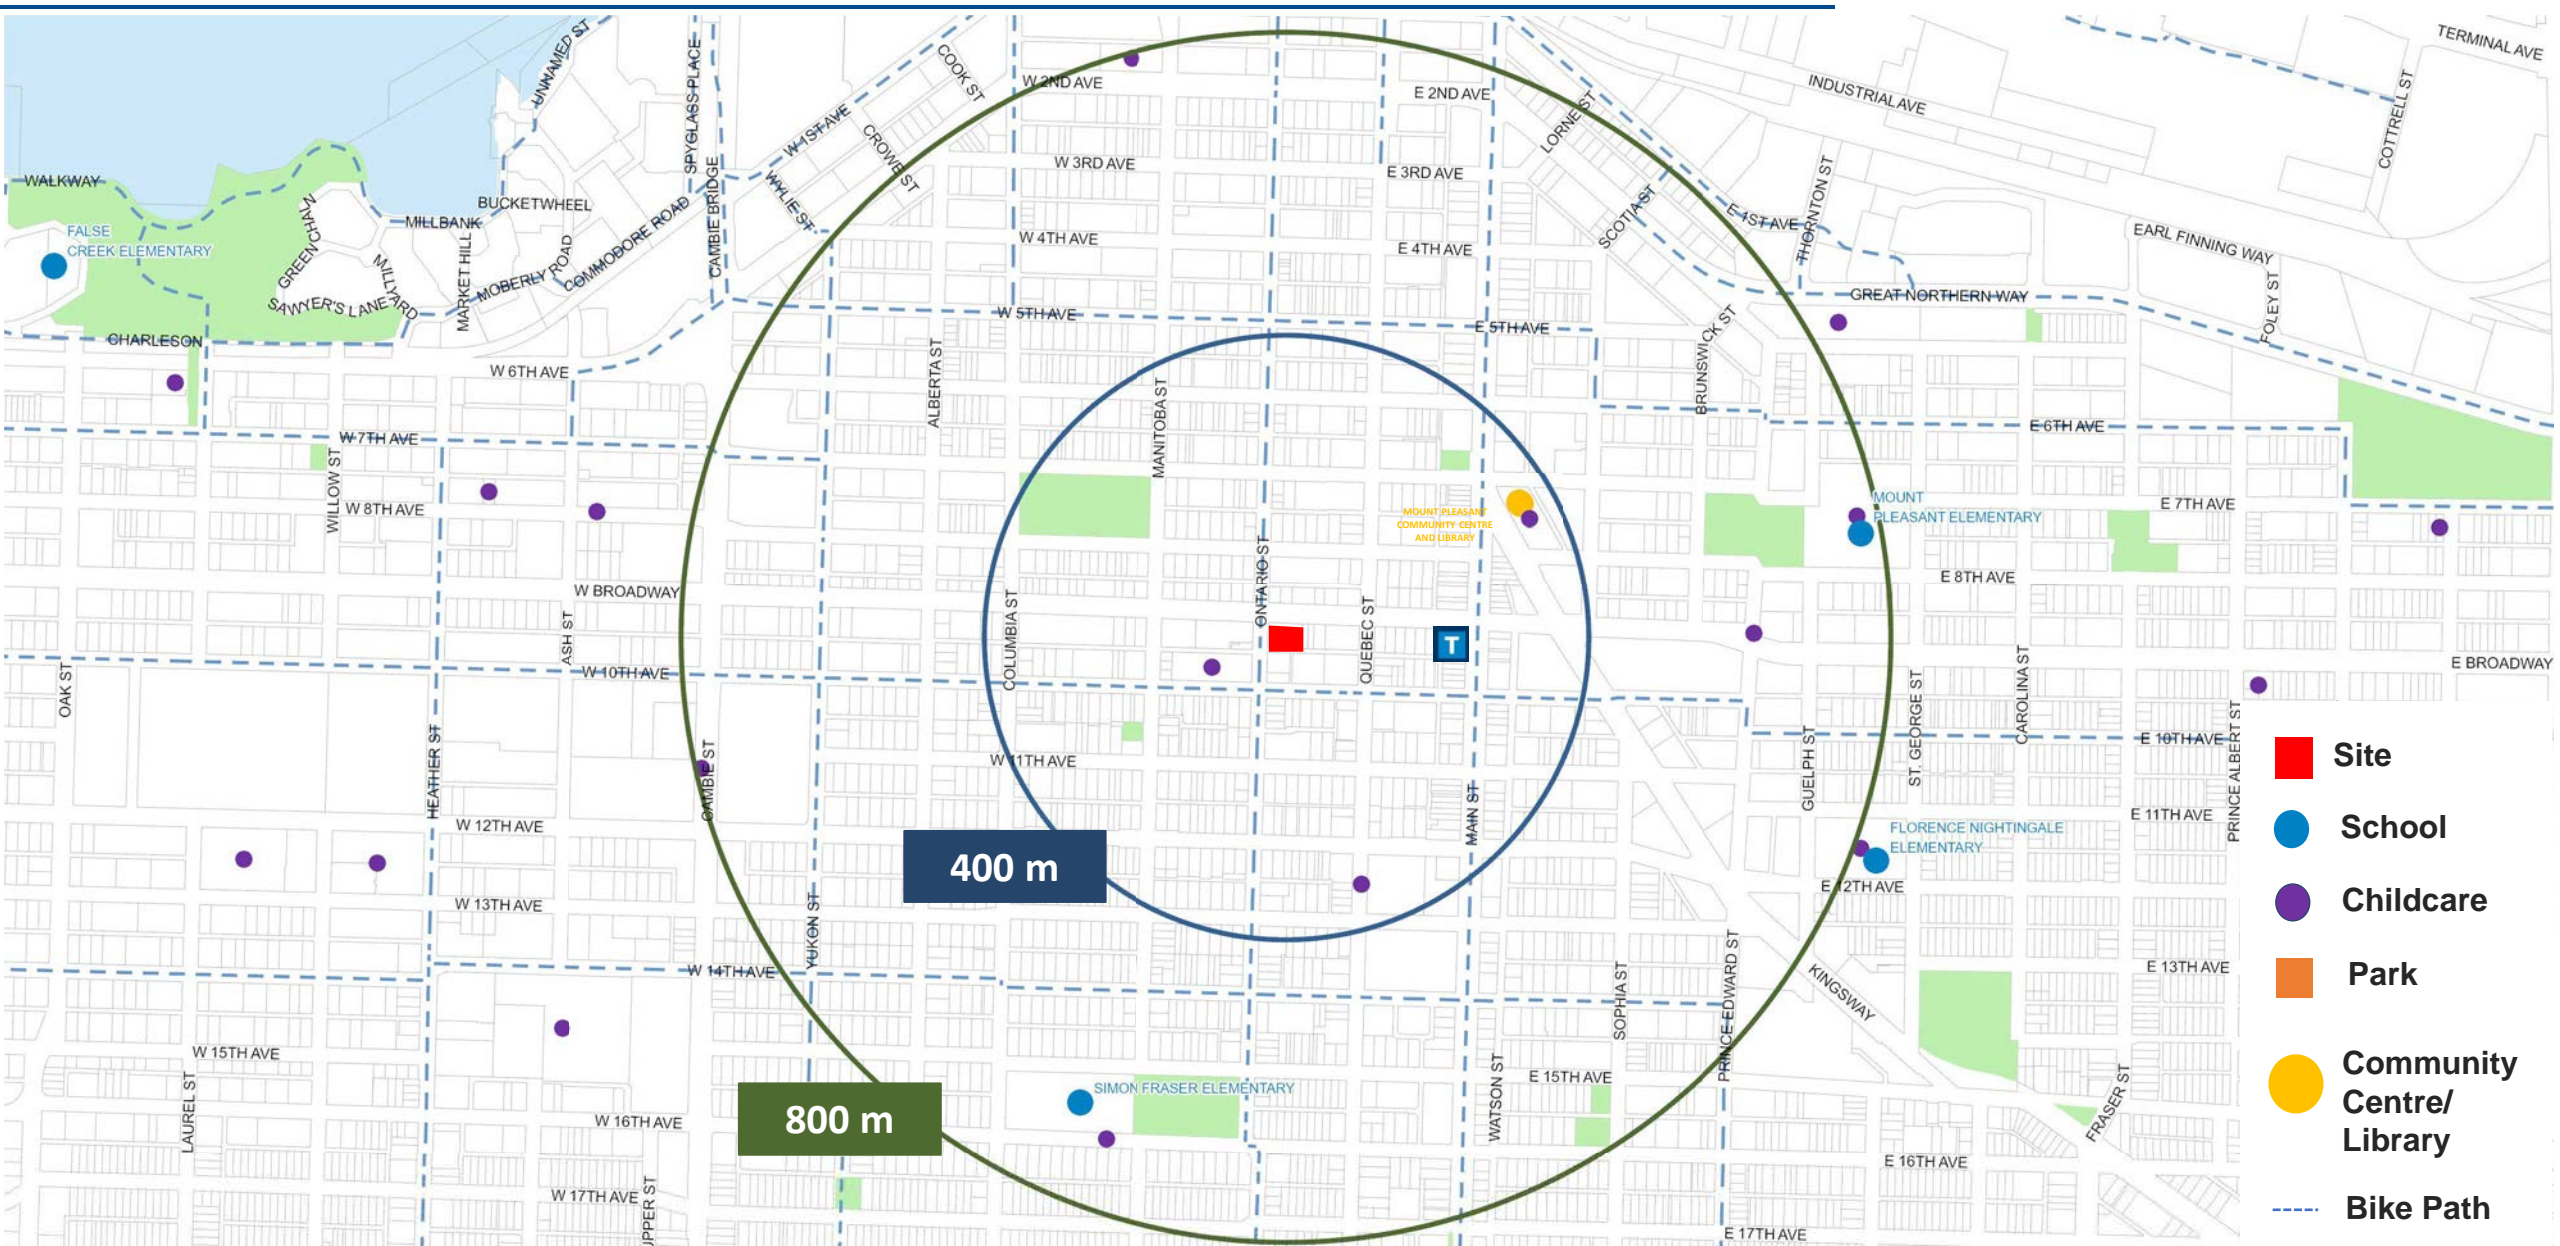 TERMINAL AVE
UNNAMED ST
SPYGLASS PLACE
COOK ST
W 2ND AVE
E 2ND AVE
INDUSTRIAL AVE
COTTRELL ST
W 1ST AVE
CROWE ST
LORNE ST
W 3RD AVE
E 3RD AVE
WALKWAY
WYLIE ST
CAMBIE BRIDGE
SCOTIA ST
THORNTON ST
E 1ST AVE
BUCKETWHEEL
MILLBANK
GREEN CHAIN
FALSE
CREEK ELEMENTARY
COMMODORE ROAD
MOBERLY ROAD
MARKET HILL
MILLYARD
SAWYER'S LANE
W 4TH AVE
E 4TH AVE
EARL FINNING WAY
FOLEY ST
GREAT NORTHERN WAY
W 5TH AVE
E 5TH AVE
CHARLESON
W 6TH AVE
ALBERTA ST
MANITOBA ST
BRUNSWICK ST
E 6TH AVE
W 7TH AVE
WILLOW ST
W 8TH AVE
MOUNT PLEASANT
COMMUNITY CENTRE
AND LIBRARY
MOUNT
PLEASANT ELEMENTARY
E 7TH AVE
E 8TH AVE
W BROADWAY
ASH ST
COLUMBIA ST
ONTARIO ST
QUEBEC ST
T
E BROADWAY
OAK ST
W 10TH AVE
HEATHER ST
CAMBIE ST
W 11TH AVE
GUELPH ST
ST. GEORGE ST
CAROLINA ST
E 10TH AVE
PRINCE ALBERT ST
MAIN ST
E 11TH AVE
W 12TH AVE
FLORENCE NIGHTINGALE
ELEMENTARY
E 12TH AVE
400 m
W 13TH AVE
YUKON ST
W 14TH AVE
E 13TH AVE
SOPHIA ST
PRINCE EDWARD ST
KINGSWAY
W 15TH AVE
LAUREL ST
E 15TH AVE
WATSON ST
SIMON FRASER ELEMENTARY
800 m
FRASER ST
W 16TH AVE
E 16TH AVE
W 17TH AVE
UPPER ST
E 17TH AVE
Site
School
Childcare
Park
Community
Centre/
Library
Bike Path